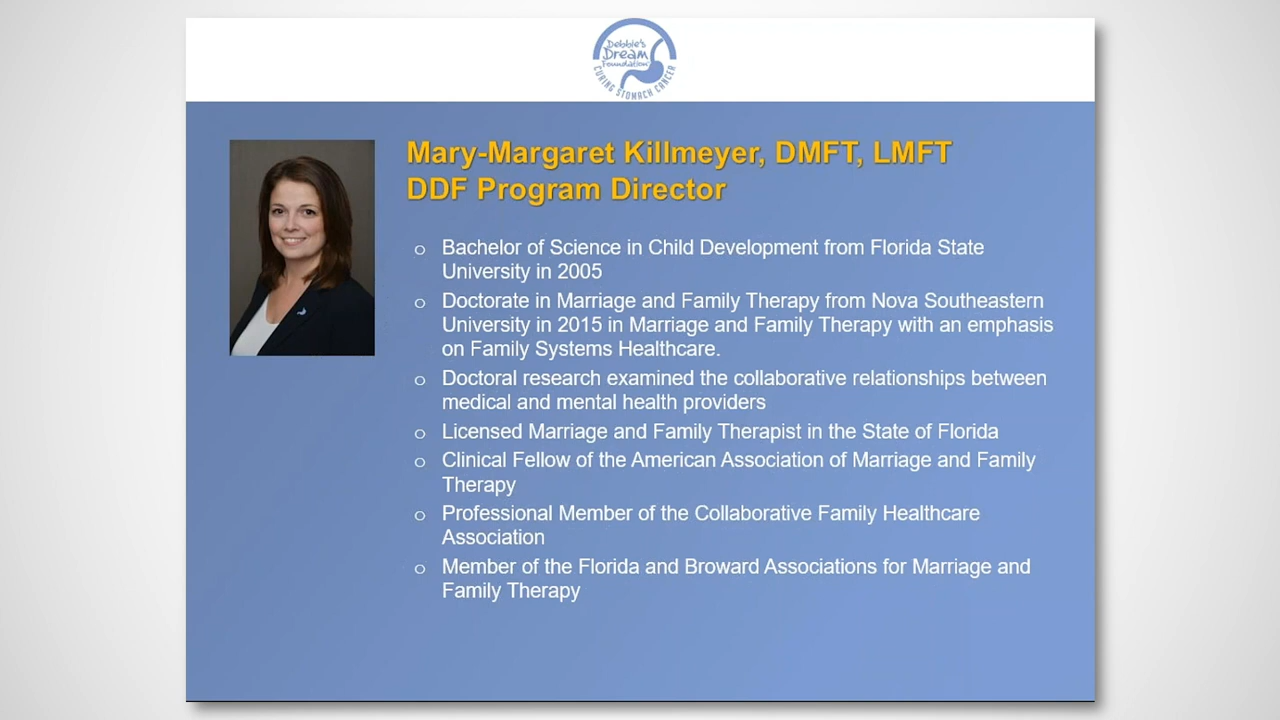 Debbie's
Dream
Foundation
CURING STOMACH CANCER
Mary-Margaret Killmeyer, DMFT, LMFT
DDF Program Director
o Bachelor of Science in Child Development from Florida State
University in 2005
o Doctorate in Marriage and Family Therapy from Nova Southeastern
University in 2015 in Marriage and Family Therapy with an emphasis
on Family Systems Healthcare.
o Doctoral research examined the collaborative relationships between
medical and mental health providers
o Licensed Marriage and Family Therapist in the State of Florida
o Clinical Fellow of the American Association of Marriage and Family
Therapy
o Professional Member of the Collaborative Family Healthcare
Association
o Member of the Florida and Broward Associations for Marriage and
Family Therapy